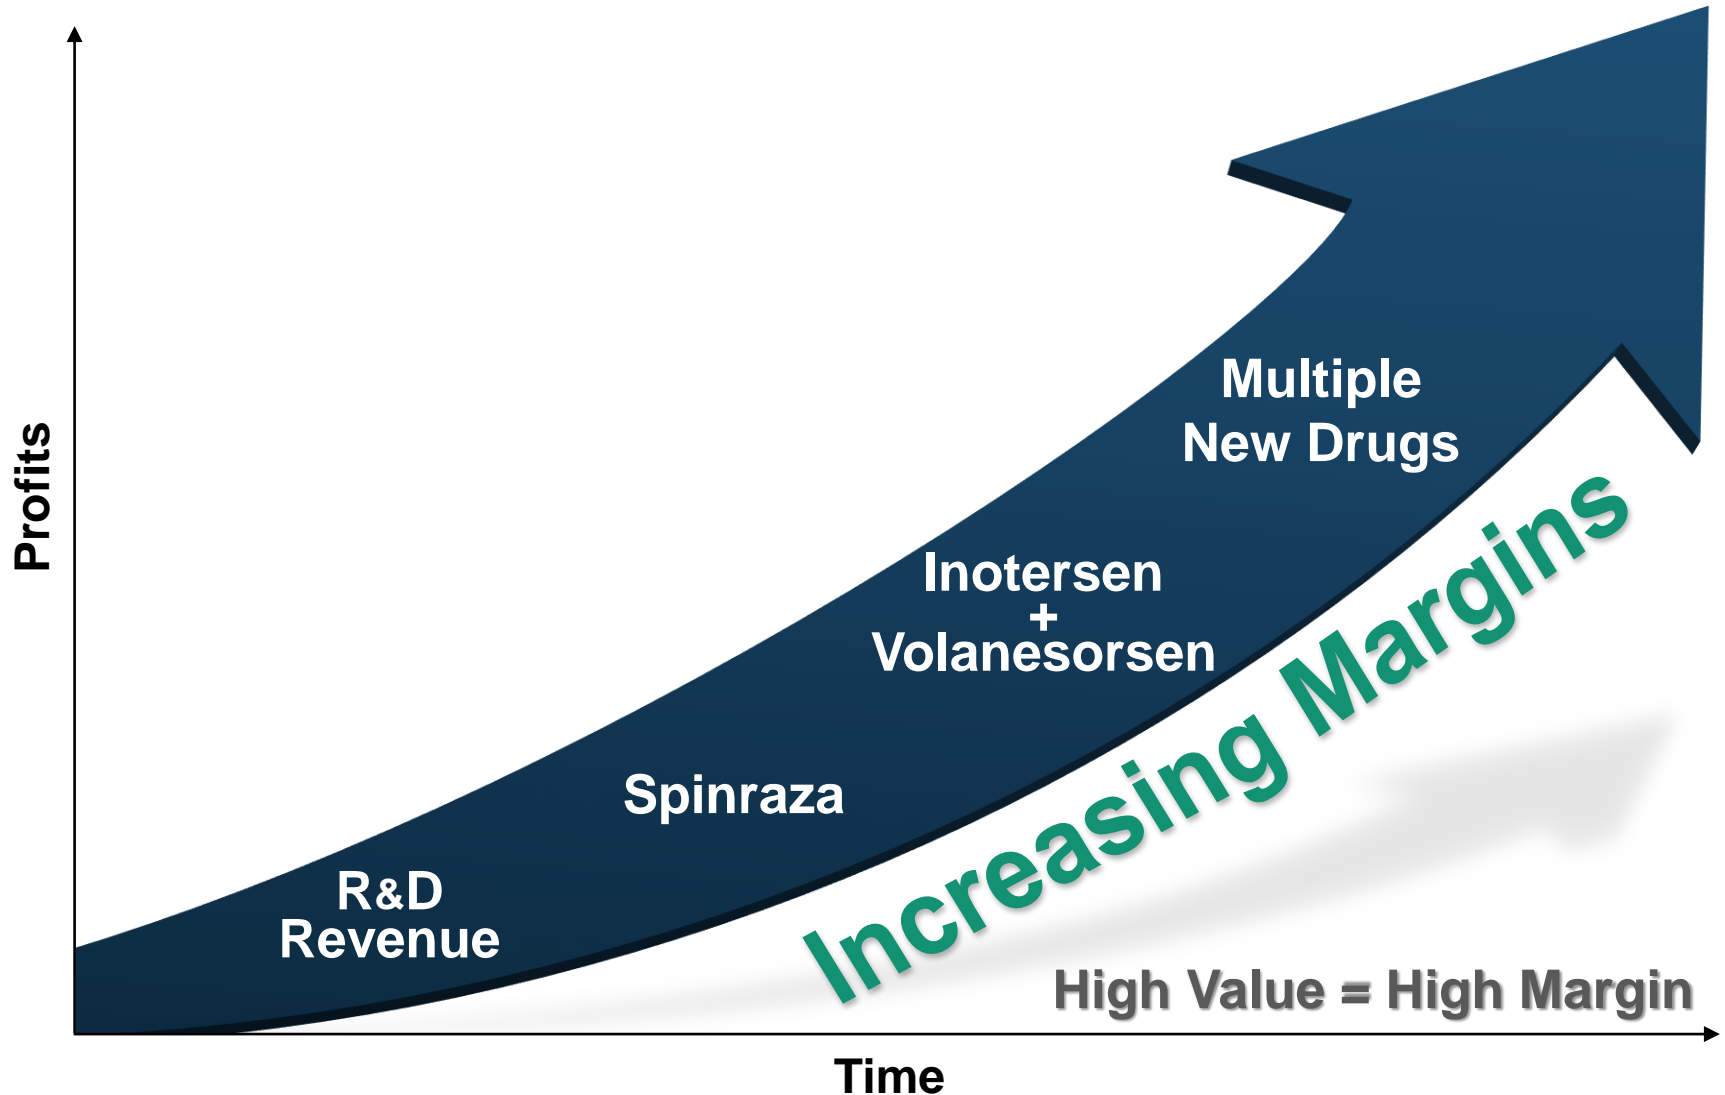 Profits
Multiple
New Drugs
Inotersen
+
Volanesorsen
Spinraza
R&D
Revenue
Increasing Margins
High Value = High Margin
Time